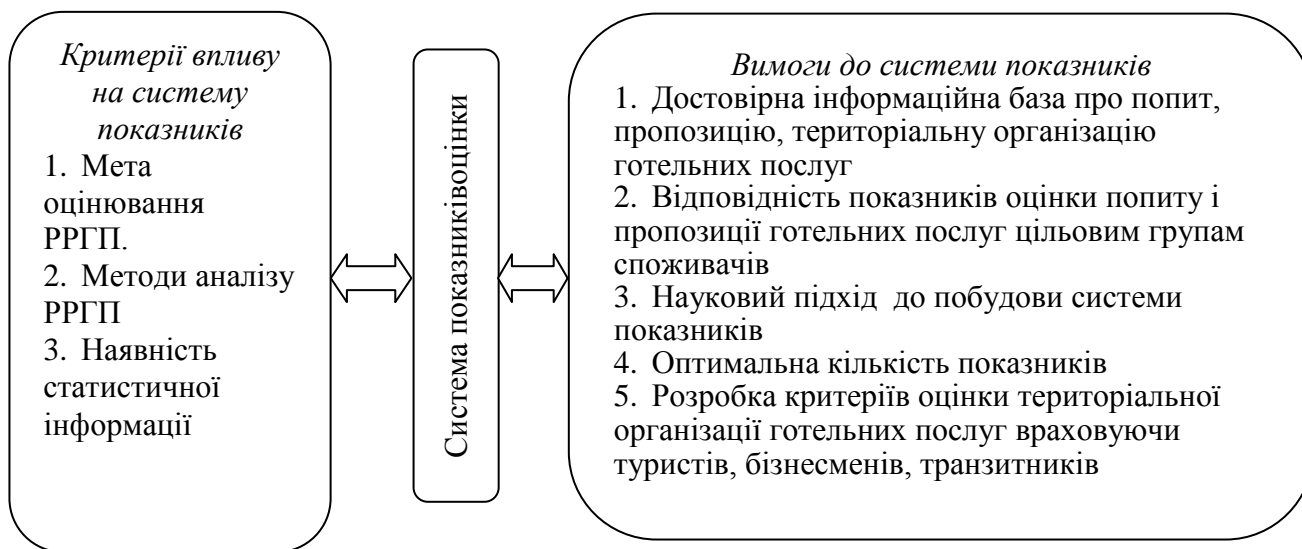 Критерії впливу
на систему
показників
1. Мета
оцінювання
РРГП.
2. Методи аналізу
РРГП
3. Наявність
статистичної
інформації
Система показниківоцінки
Вимоги до системи показників
1. Достовірна інформаційна база про попит,
пропозицію, територіальну організацію
готельних послуг
2. Відповідність показників оцінки попиту і
пропозиції готельних послуг цільовим групам
споживачів
3. Науковий підхід до побудови системи
показників
4. Оптимальна кількість показників
5. Розробка критеріїв оцінки територіальної
організації готельних послуг враховуючи
туристів, бізнесменів, транзитників